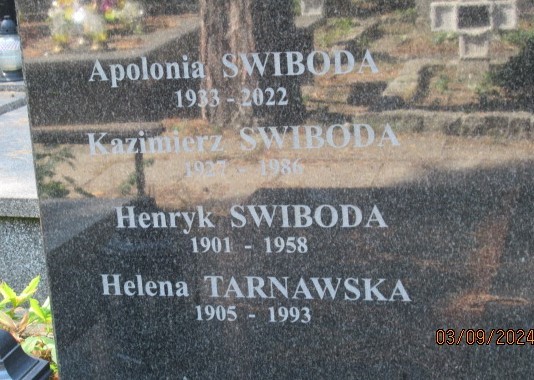 Apolonia SWIBODA
1933 - 2022
Kazimierz SWIBODA
1927 - 1986
Henryk SWIBODA
1901 - 1958
Helena TARNAWSKA
1905 - 1993
03/09/2024